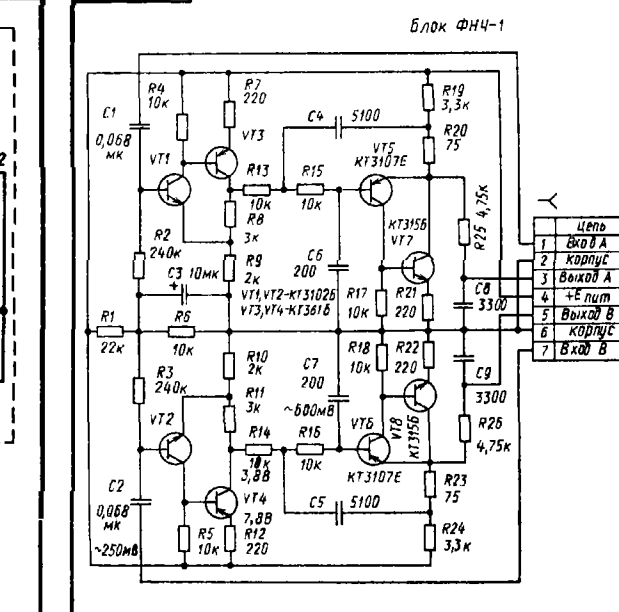 Блок ФНЧ-1
R4
10к
R7
220
C1
0,068
мк
VT3
VT1
C4
5100
R19
3,3к
R20
75
VT5
КТ3107Е
R13
10к
R15
10к
R2
240к
R8
3к
R9
2к
C3
10мк
+
C6
200
КТ315Б
VT7
R25 4,75к
VT1,VT2-КТ3102Б
VT3,VT4-КТ361Б
R17
10к
R21
220
C8
3300
Цепь
1 Вход А
2 корпус
3 Выход А
4 +Е пит
5 Выход В
6 корпус
7 Вход В
R1
22к
R6
10к
R3
240к
R10
2к
R11
3к
C7
200
~600мВ
R18
10к
R22
220
C9
3300
VT2
R14
10к
3,8В
R16
10к
VT6
КТ3107Е
VT8
КТ315Б
R26
4,75к
C2
0,068
мк
~250мВ
VT4
7,8В
R5
10к
R12
220
C5
5100
R23
75
R24
3,3к
2